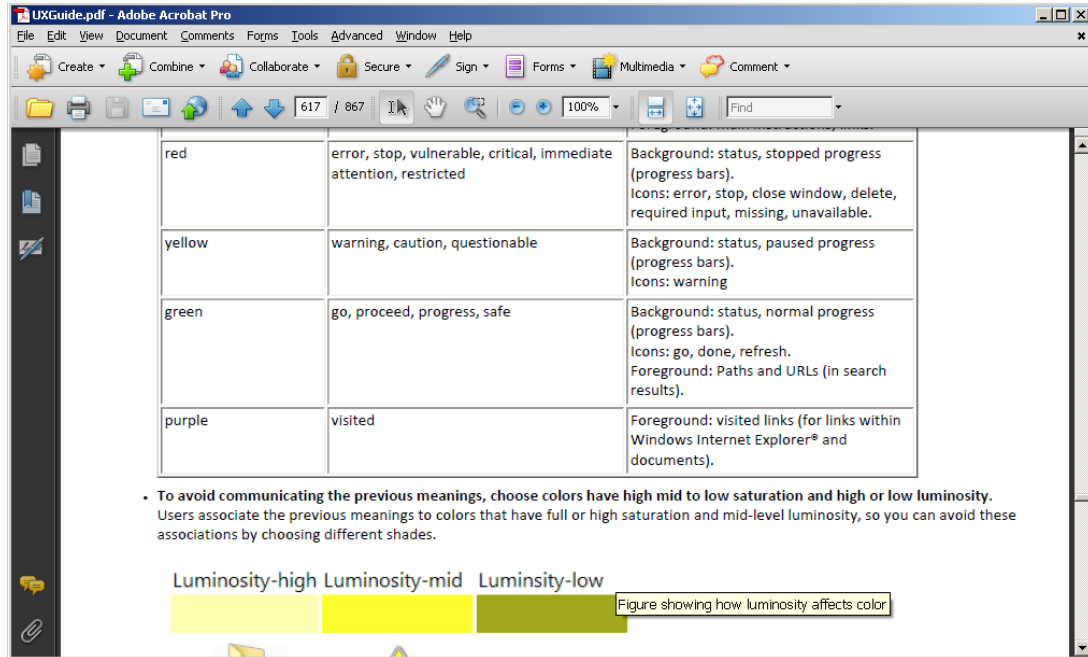 UXGuide.pdf - Adobe Acrobat Pro
File Edit View Document Comments Forms Tools Advanced Window Help
Create Combine Collaborate Secure Sign Forms Multimedia Comment
617 / 867 100% Find
red
error, stop, vulnerable, critical, immediate
attention, restricted
Background: status, stopped progress
(progress bars).
Icons: error, stop, close window, delete,
required input, missing, unavailable.
yellow
warning, caution, questionable
Background: status, paused progress
(progress bars).
Icons: warning
green
go, proceed, progress, safe
Background: status, normal progress
(progress bars).
Icons: go, done, refresh.
Foreground: Paths and URLs (in search
results).
purple
visited
Foreground: visited links (for links within
Windows Internet Explorer® and
documents).
• To avoid communicating the previous meanings, choose colors have high mid to low saturation and high or low luminosity.
Users associate the previous meanings to colors that have full or high saturation and mid-level luminosity, so you can avoid these
associations by choosing different shades.
Luminosity-high Luminosity-mid Luminsity-low
Figure showing how luminosity affects color